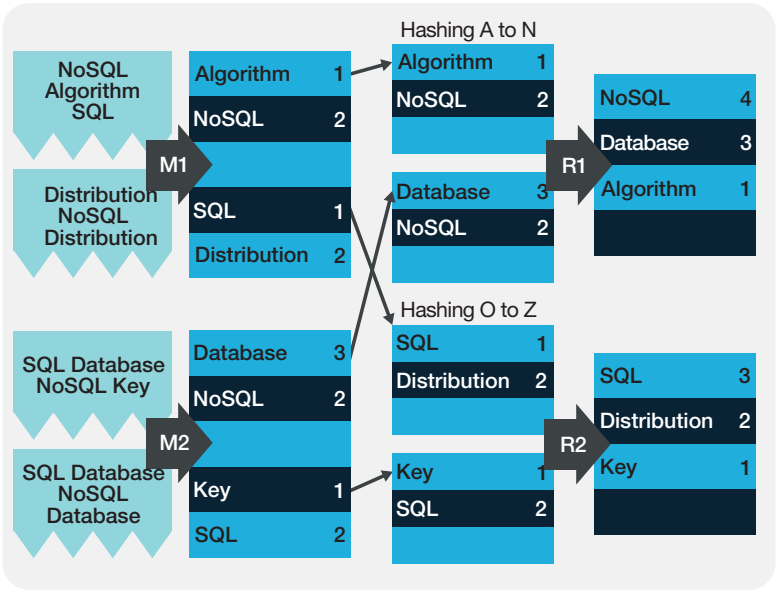 NoSQL
Algorithm
SQL
Distribution
NoSQL
Distribution
M1
Algorithm 1
NoSQL 2
SQL 1
Distribution 2
SQL Database
NoSQL Key
SQL Database
NoSQL
Database
M2
Database 3
NoSQL 2
Key 1
SQL 2
Hashing A to N
Algorithm 1
NoSQL 2
Database 3
NoSQL 2
R1
NoSQL 4
Database 3
Algorithm 1
Hashing O to Z
SQL 1
Distribution 2
Key 1
SQL 2
R2
SQL 3
Distribution 2
Key 1